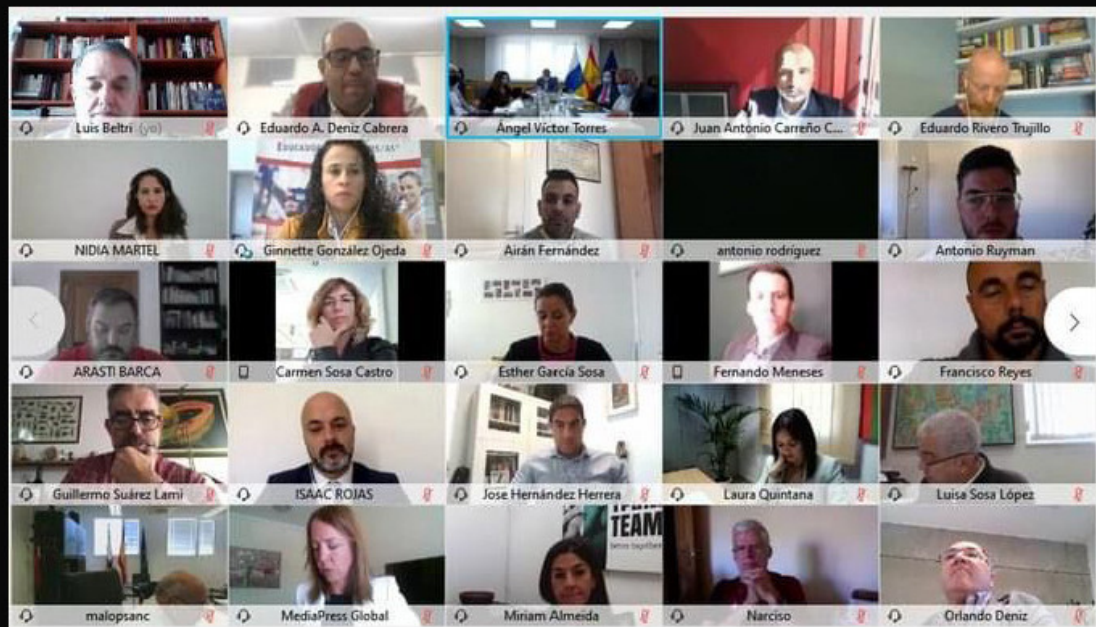 Luis Beltri (yo)
Eduardo A. Deniz Cabrera
Ángel Víctor Torres
Juan Antonio Carreño C...
Eduardo Rivero Trujillo
NIDIA MARTEL
Ginnette González Ojeda
Airán Fernández
antonio rodríguez
Antonio Ruyman
ARASTI BARCA
Carmen Sosa Castro
Esther García Sosa
Fernando Meneses
Francisco Reyes
Guillermo Suárez Lami
ISAAC ROJAS
Jose Hernández Herrera
Laura Quintana
Luisa Sosa López
TEAM
malopsanc
MediaPress Global
Miriam Almeida
Narciso
Orlando Deniz